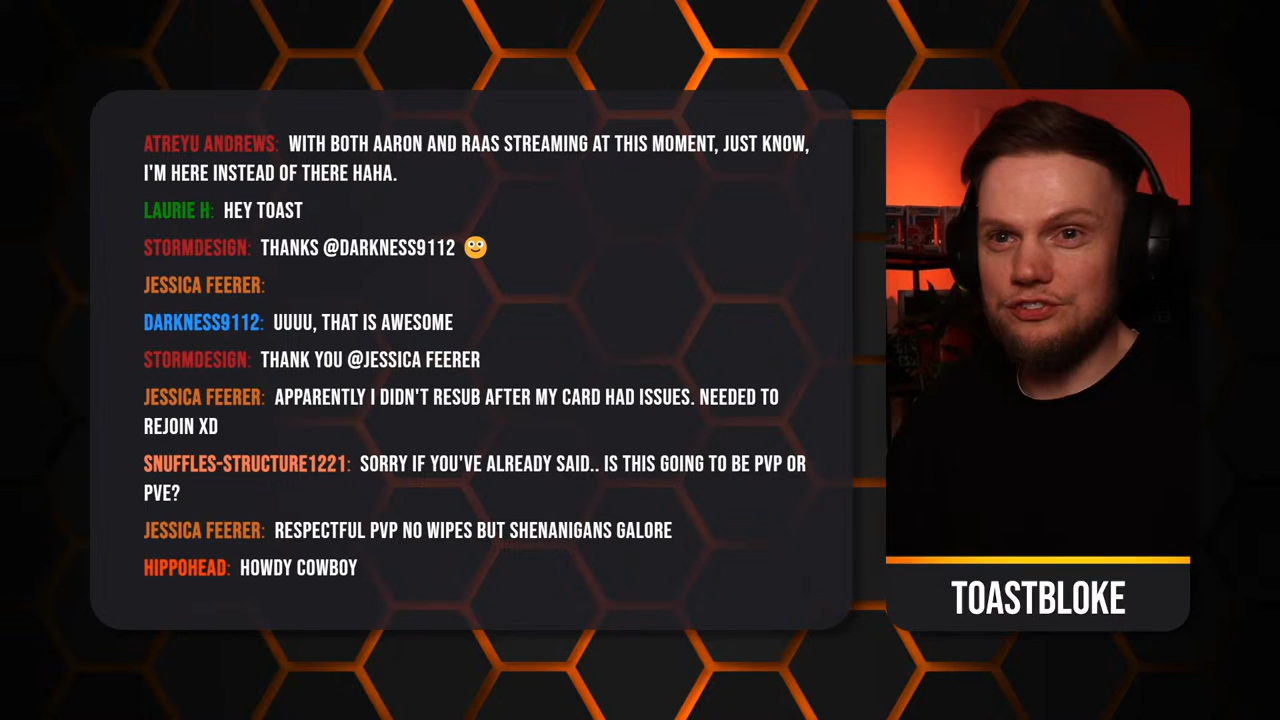 ATREYU ANDREWS: WITH BOTH AARON AND RAAS STREAMING AT THIS MOMENT, JUST KNOW,
I'M HERE INSTEAD OF THERE HAHA.
LAURIE H: HEY TOAST
STORMDESIGN: THANKS @DARKNESS9112
JESSICA FEERER:
DARKNESS9112: UUUU, THAT IS AWESOME
STORMDESIGN: THANK YOU @JESSICA FEERER
JESSICA FEERER: APPARENTLY I DIDN'T RESUB AFTER MY CARD HAD ISSUES. NEEDED TO
REJOIN XD
SNUFFLES-STRUCTURE1221: SORRY IF YOU'VE ALREADY SAID.. IS THIS GOING TO BE PVP OR
PVE?
JESSICA FEERER: RESPECTFUL PVP NO WIPES BUT SHENANIGANS GALORE
HIPPOHEAD: HOWDY COWBOY
TOASTBLOKE